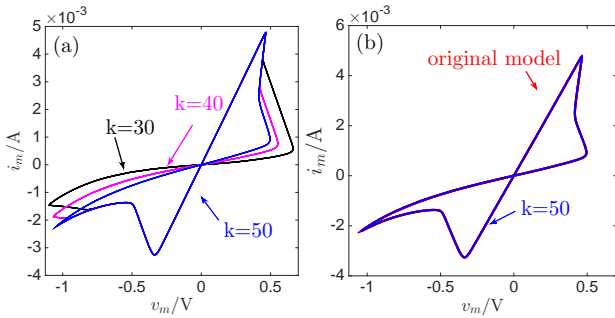 ×10⁻³
(a)
5
4
3
2
1
0
-1
-2
-3
-4
i_m/A
k=30
k=40
k=50
-1
-0.5
0
0.5
v_m/V
×10⁻³
(b)
6
4
2
0
-2
-4
i_m/A
original model
k=50
-1
-0.5
0
0.5
v_m/V